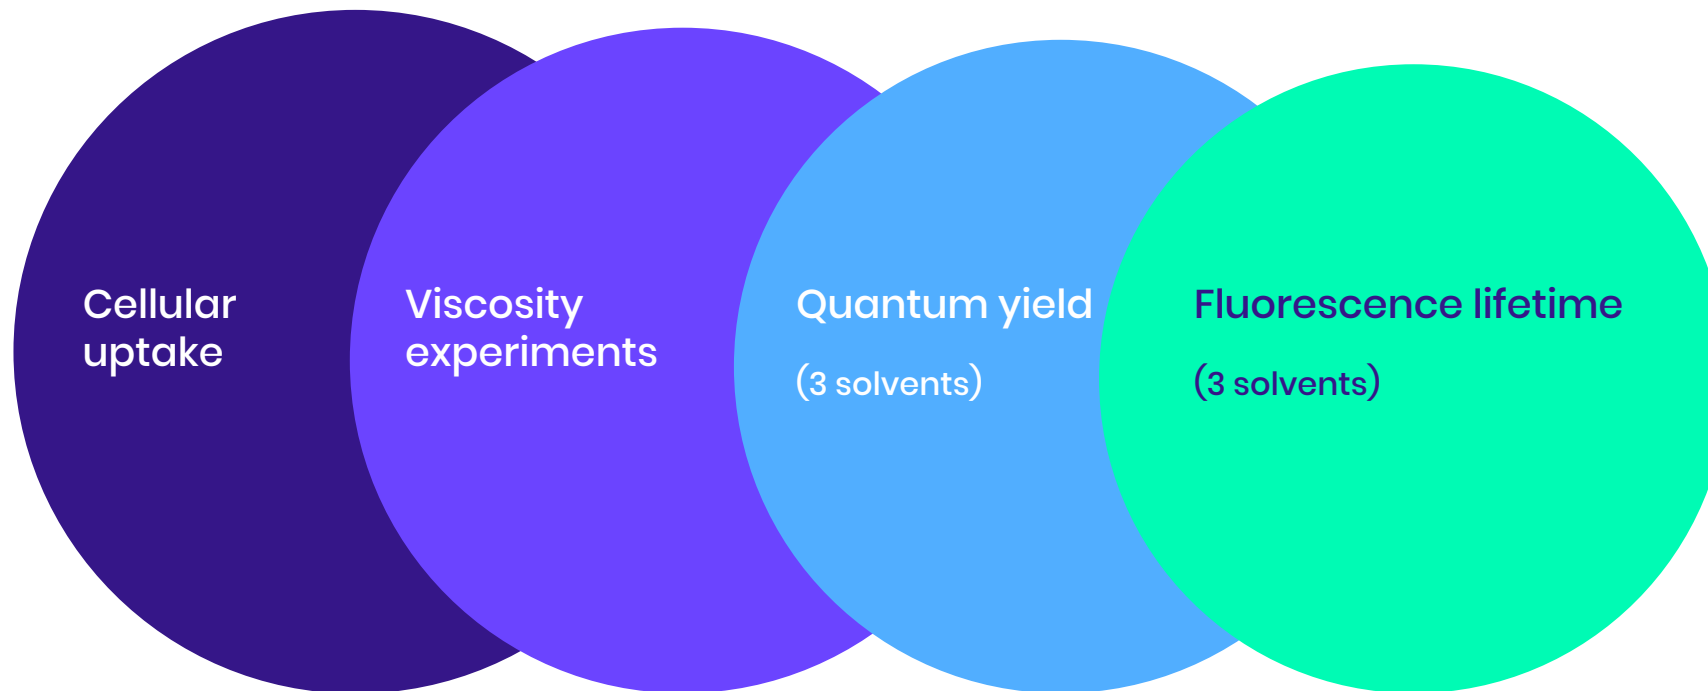 Cellular
uptake
Viscosity
experiments
Quantum yield
(3 solvents)
Fluorescence lifetime
(3 solvents)